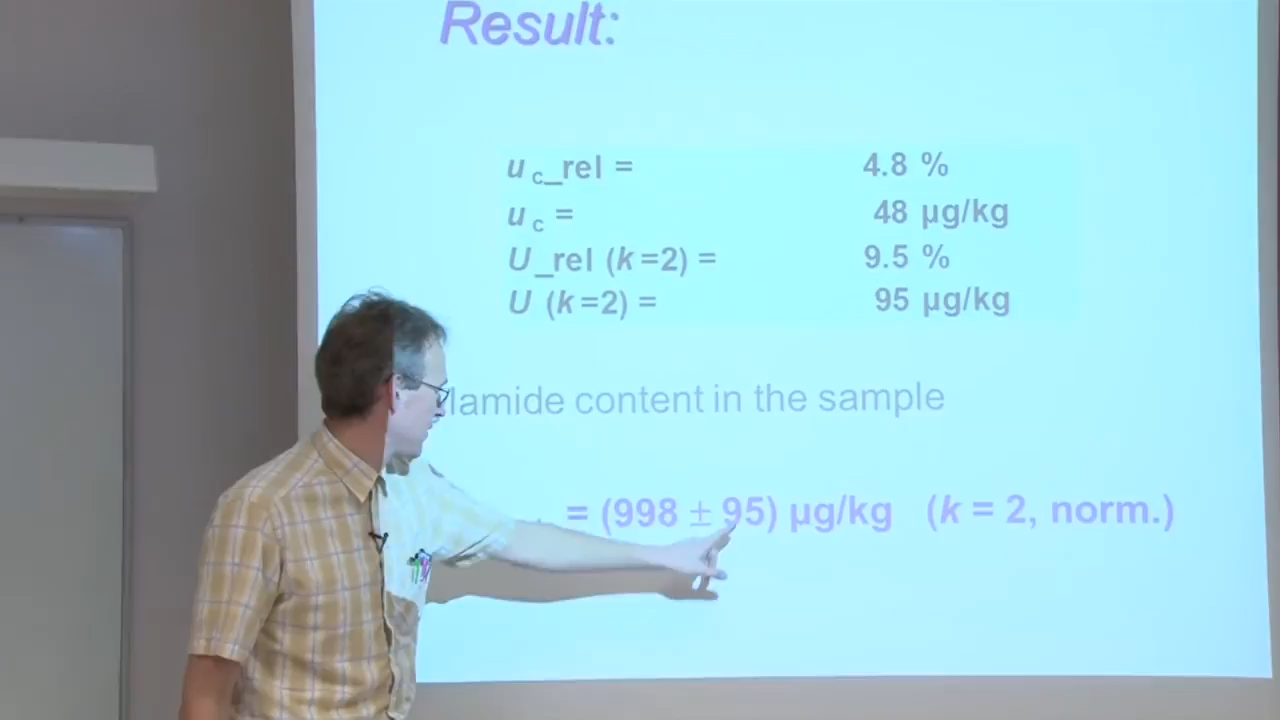 Result:
u c_rel = 4.8 %
u c = 48 µg/kg
U_rel (k=2) = 9.5 %
U (k=2) = 95 µg/kg
content in the sample
= (998 ± 95) µg/kg (k = 2, norm.)